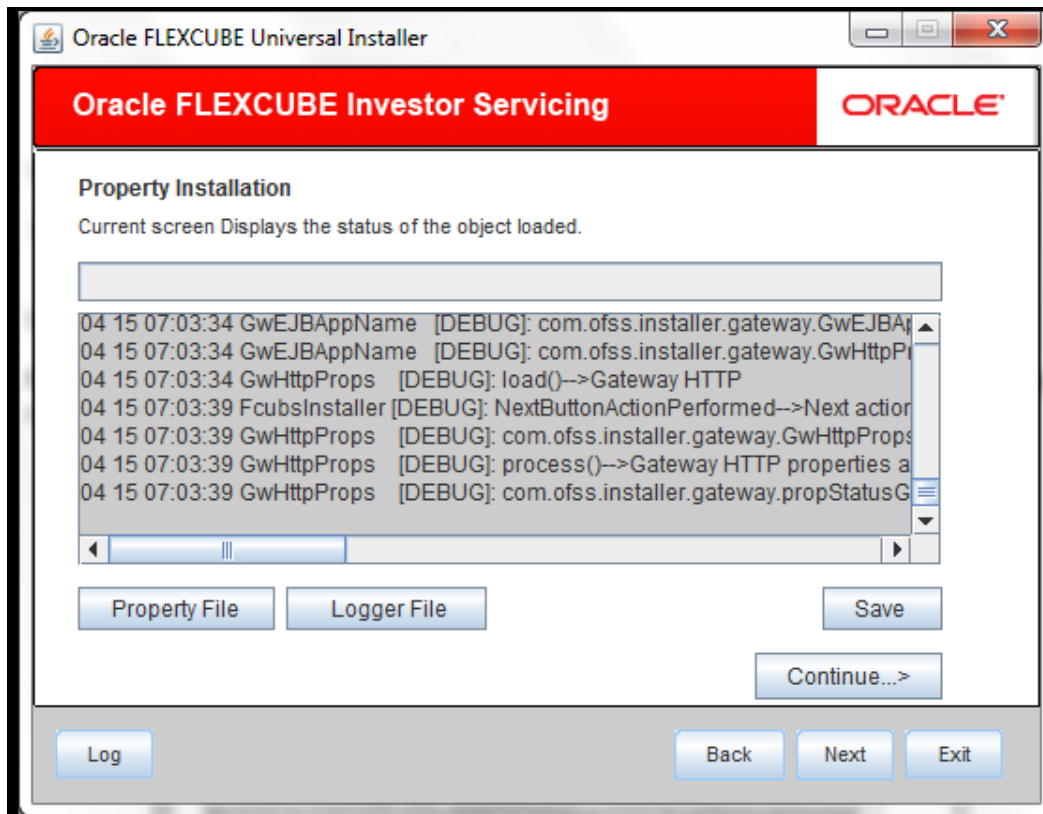 Oracle FLEXCUBE Universal Installer
Oracle FLEXCUBE Investor Servicing
ORACLE
Property Installation
Current screen Displays the status of the object loaded.
04 15 07:03:34 GwEJBAppName [DEBUG]: com.ofss.installer.gateway.GwEJBAp
04 15 07:03:34 GwEJBAppName [DEBUG]: com.ofss.installer.gateway.GwHttpPr
04 15 07:03:34 GwHttpProps [DEBUG]: load()-->Gateway HTTP
04 15 07:03:39 FcubsInstaller [DEBUG]: NextButtonActionPerformed-->Next action
04 15 07:03:39 GwHttpProps [DEBUG]: com.ofss.installer.gateway.GwHttpProps
04 15 07:03:39 GwHttpProps [DEBUG]: process()-->Gateway HTTP properties a
04 15 07:03:39 GwHttpProps [DEBUG]: com.ofss.installer.gateway.propStatusG
Property File Logger File Save
Continue...>
Log Back Next Exit